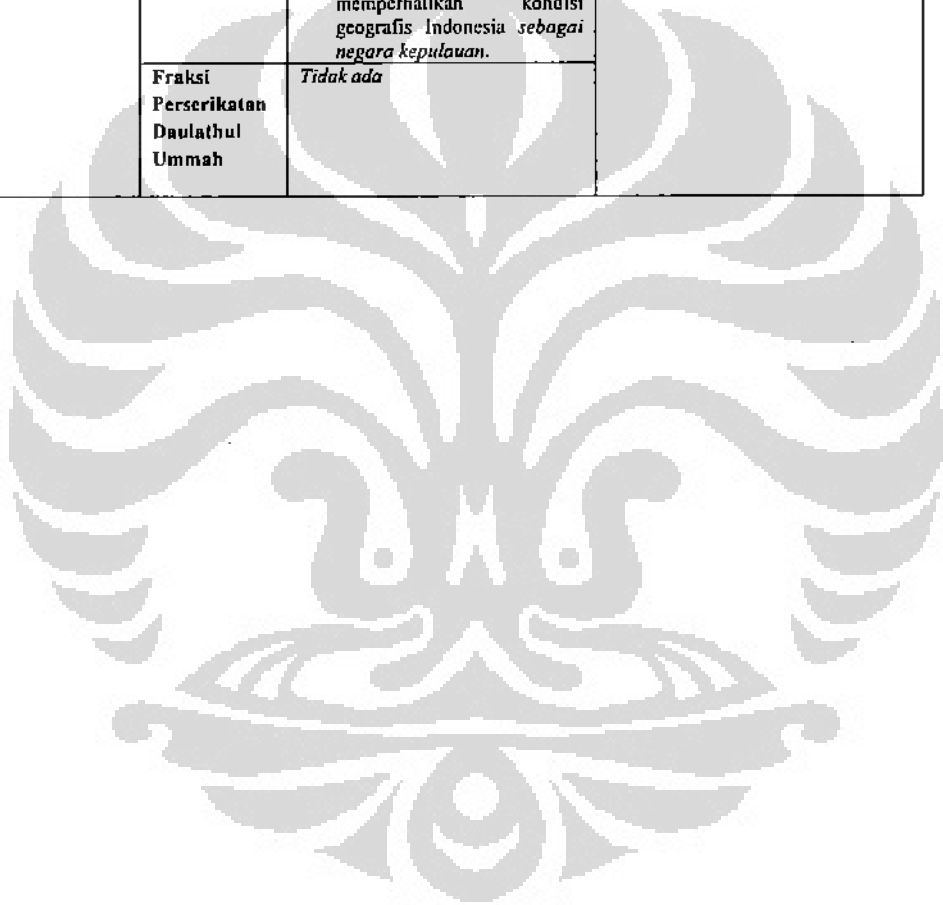 memperhatikan kondisi
geografis Indonesia sebagai
negara kepulauan.
Fraksi Tidak ada
Perserikatan
Daulathul
Ummah